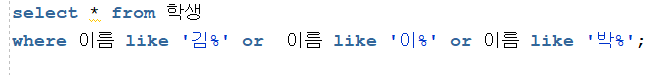 select * from 학생
where 이름 like '김%' or  이름 like '이%' or 이름 like '박%';